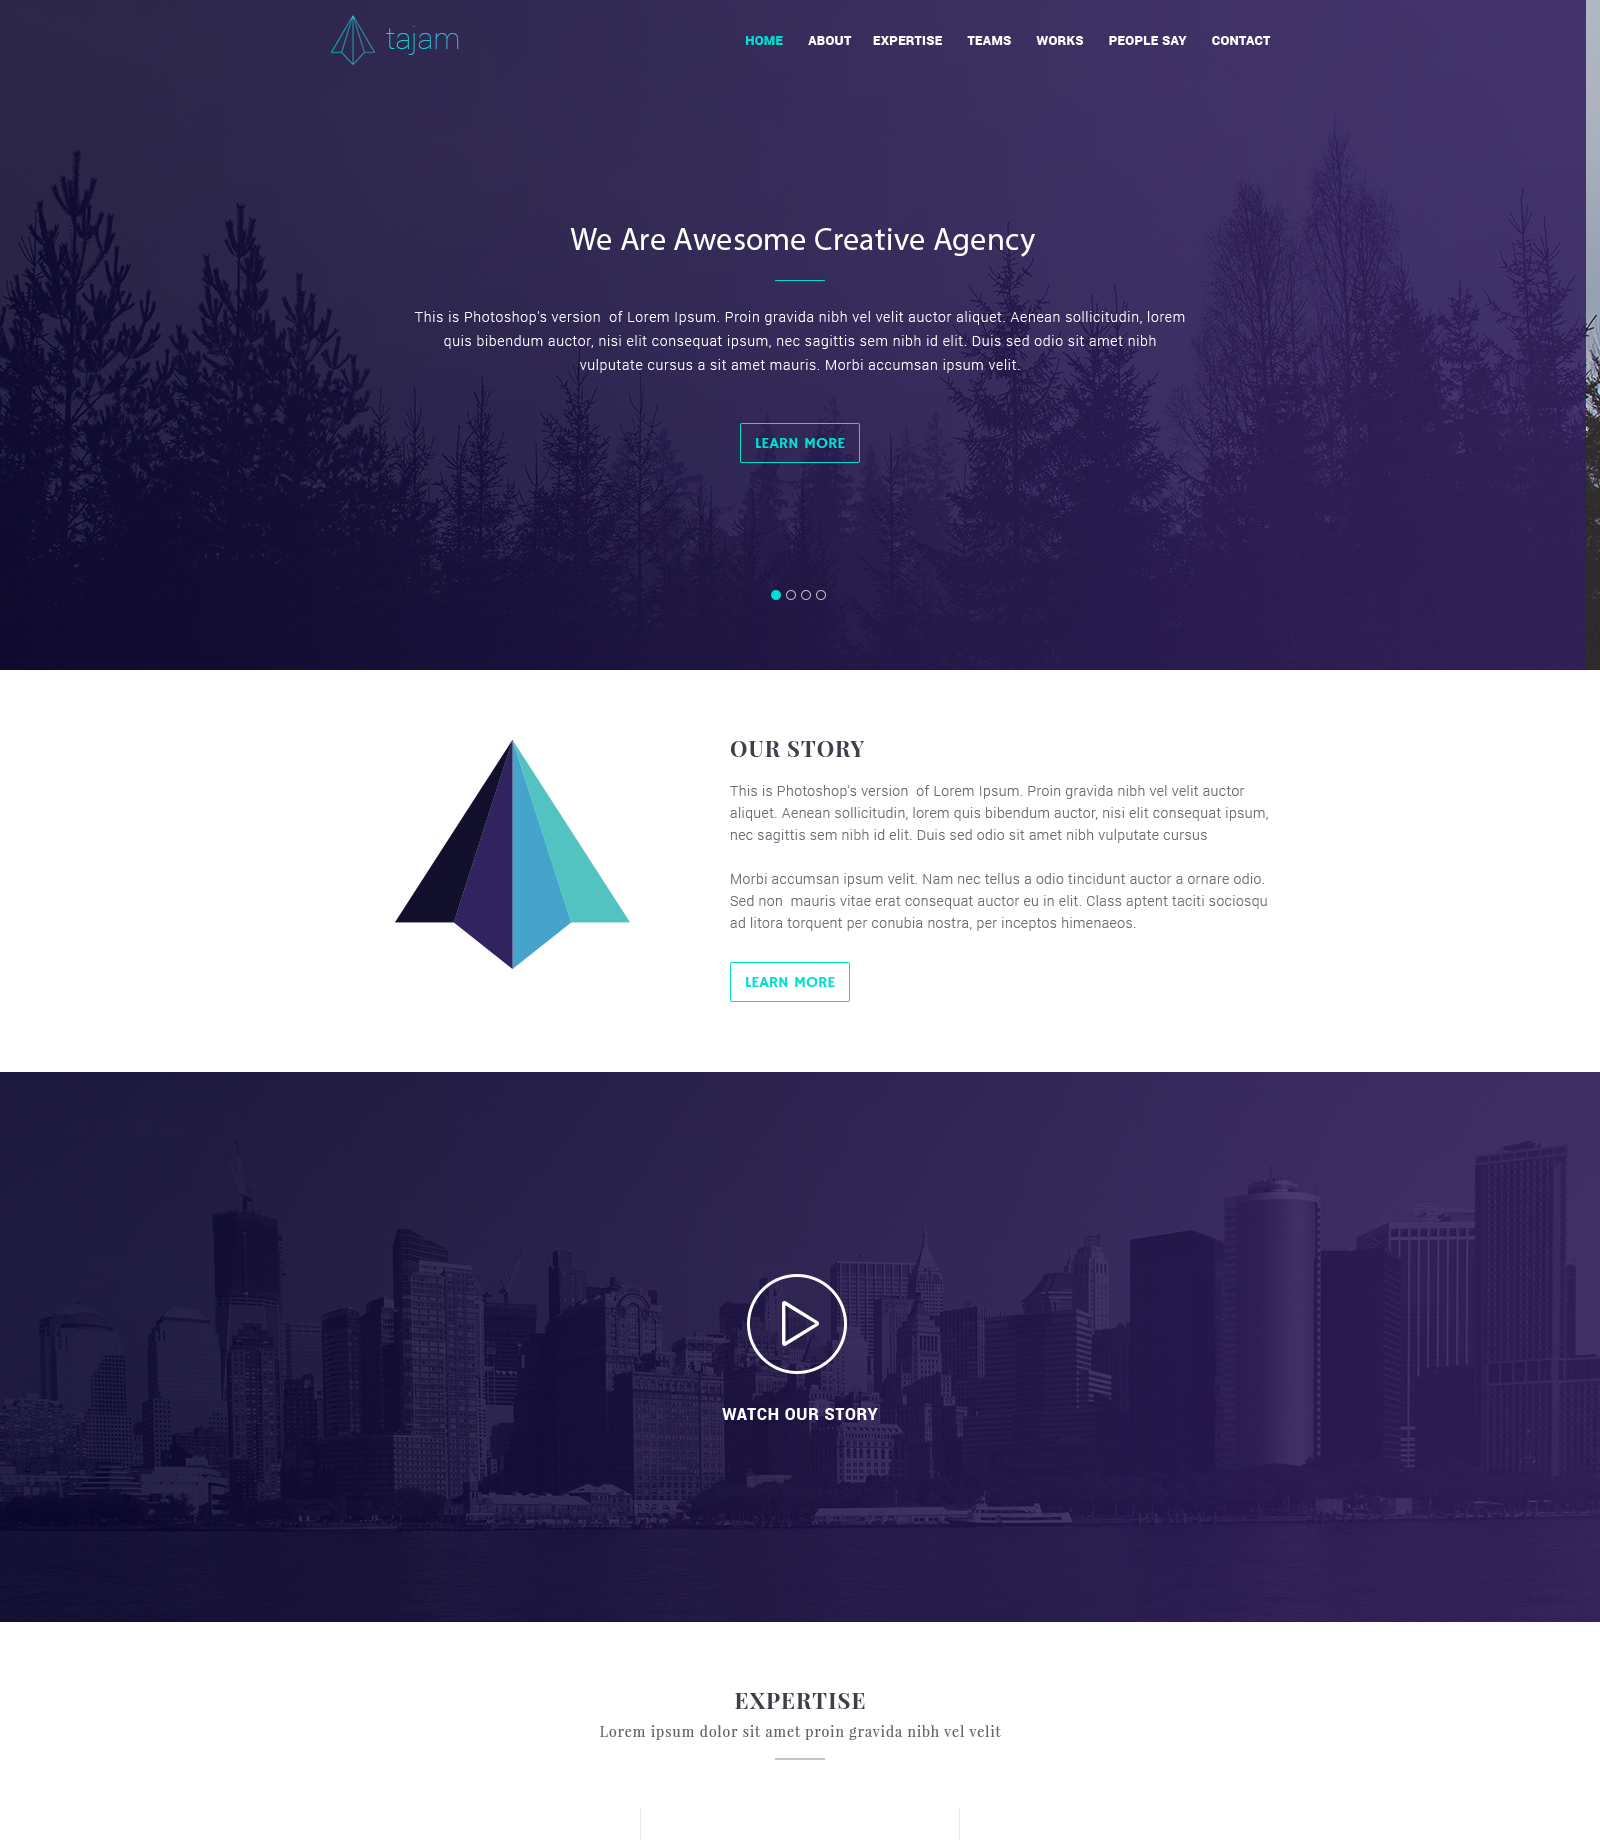 tajam
HOME ABOUT EXPERTISE TEAMS WORKS PEOPLE SAY CONTACT
We Are Awesome Creative Agency
This is Photoshop's version  of Lorem Ipsum. Proin gravida nibh vel velit auctor aliquet. Aenean sollicitudin, lorem
quis bibendum auctor, nisi elit consequat ipsum, nec sagittis sem nibh id elit. Duis sed odio sit amet nibh
vulputate cursus a sit amet mauris. Morbi accumsan ipsum velit.
LEARN MORE
OUR STORY
This is Photoshop's version  of Lorem Ipsum. Proin gravida nibh vel velit auctor
aliquet. Aenean sollicitudin, lorem quis bibendum auctor, nisi elit consequat ipsum,
nec sagittis sem nibh id elit. Duis sed odio sit amet nibh vulputate cursus
Morbi accumsan ipsum velit. Nam nec tellus a odio tincidunt auctor a ornare odio.
Sed non  mauris vitae erat consequat auctor eu in elit. Class aptent taciti sociosqu
ad litora torquent per conubia nostra, per inceptos himenaeos.
LEARN MORE
WATCH OUR STORY
EXPERTISE
Lorem ipsum dolor sit amet proin gravida nibh vel velit